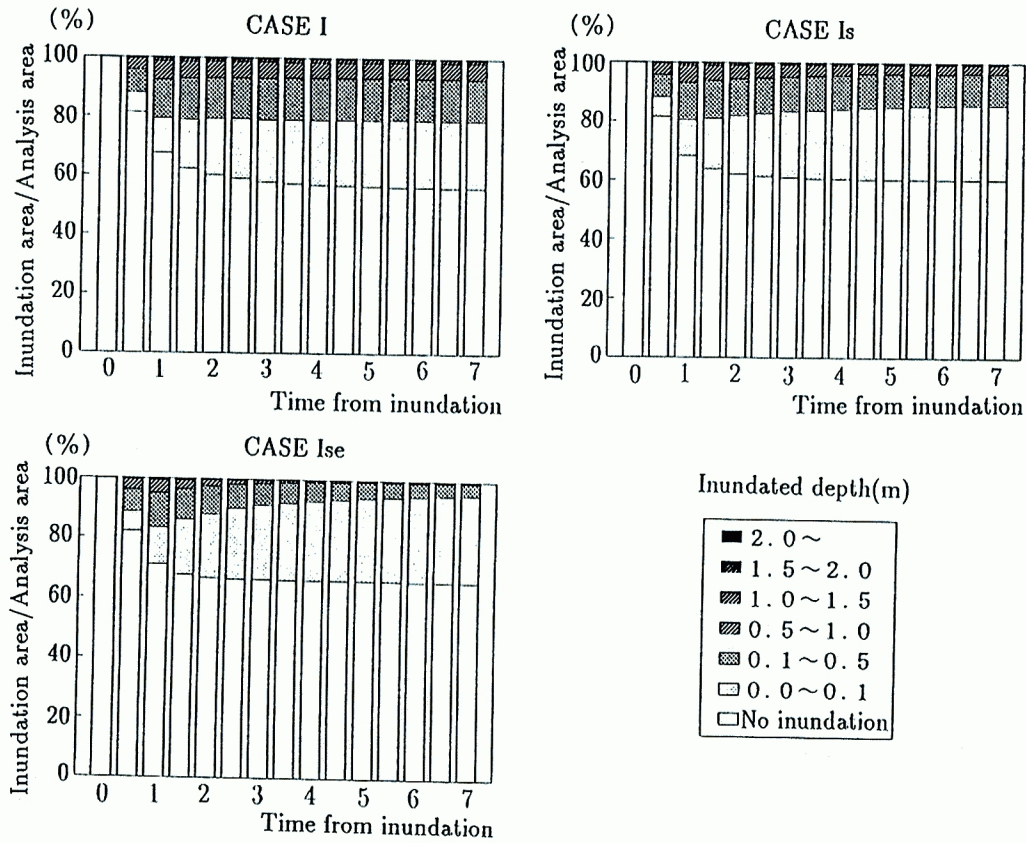 (%)
CASE I
Inundation area/Analysis area
100
80
60
40
20
0
0 1 2 3 4 5 6 7
Time from inundation
(%)
CASE Is
Inundation area/Analysis area
100
80
60
40
20
0
0 1 2 3 4 5 6 7
Time from inundation
(%)
CASE Ise
Inundation area/Analysis area
100
80
60
40
20
0
0 1 2 3 4 5 6 7
Time from inundation
Inundated depth(m)
2.0~
1.5~2.0
1.0~1.5
0.5~1.0
0.1~0.5
0.0~0.1
No inundation